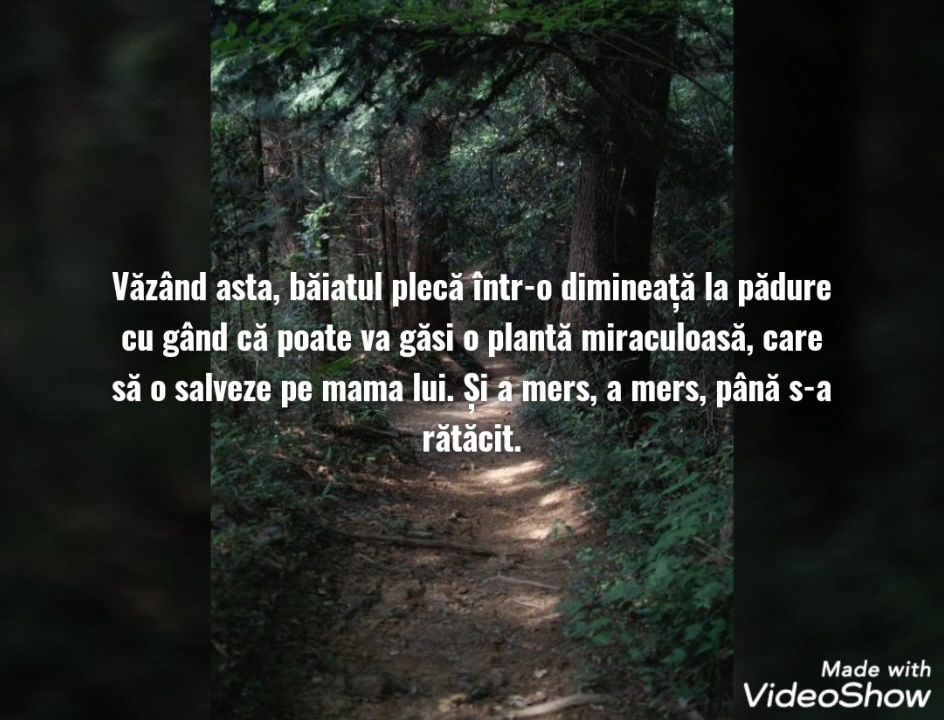 Văzând asta, băiatul plecă într-o dimineață la pădure
cu gând că poate va găsi o plantă miraculoasă, care
să o salveze pe mama lui. Și a mers, a mers, până s-a
rătăcit.
Made with
VideoShow